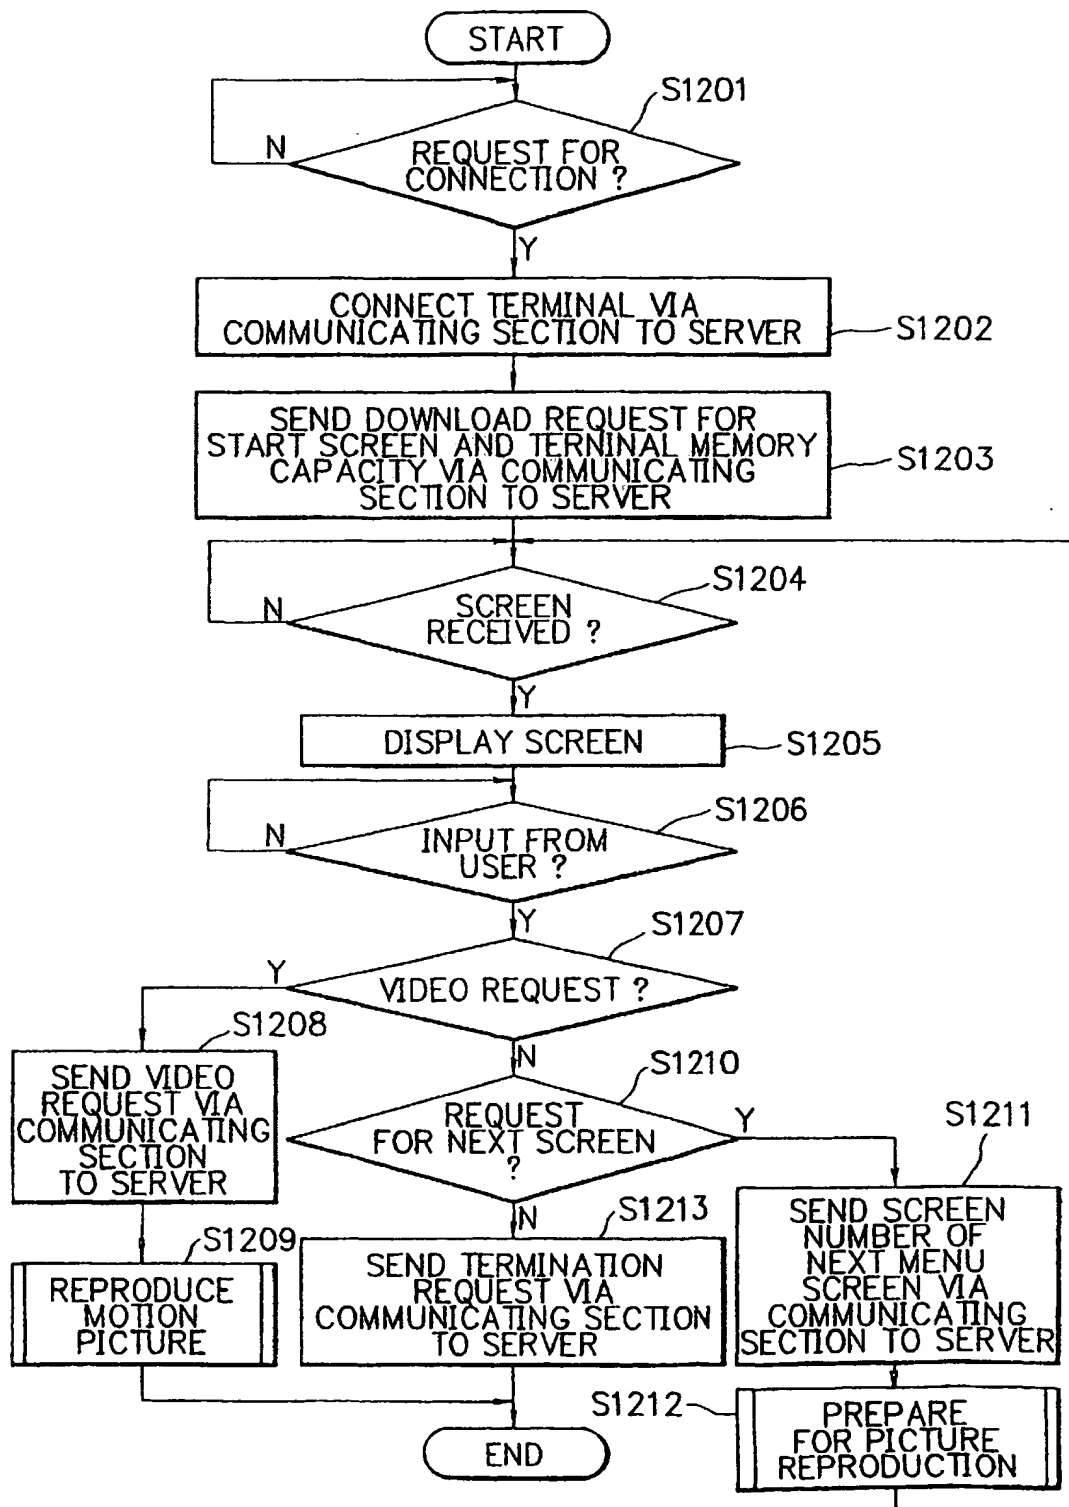 START
S1201
N
REQUEST FOR
CONNECTION ?
Y
CONNECT TERMINAL VIA
COMMUNICATING SECTION TO SERVER
S1202
SEND DOWNLOAD REQUEST FOR
START SCREEN AND TERNINAL MEMORY
CAPACITY VIA COMMUNICATING
SECTION TO SERVER
S1203
S1204
N
SCREEN
RECEIVED ?
Y
DISPLAY SCREEN
S1205
S1206
N
INPUT FROM
USER ?
Y
S1207
Y
VIDEO REQUEST ?
N
S1208
SEND VIDEO
REQUEST VIA
COMMUNICATING
SECTION
TO SERVER
S1210
REQUEST
FOR NEXT SCREEN
?
Y
N
S1211
SEND SCREEN
NUMBER OF
NEXT MENU
SCREEN VIA
COMMUNICATING
SECTION TO SERVER
S1209
REPRODUCE
MOTION
PICTURE
S1213
SEND TERMINATION
REQUEST VIA
COMMUNICATING SECTION
TO SERVER
S1212
PREPARE
FOR PICTURE
REPRODUCTION
END